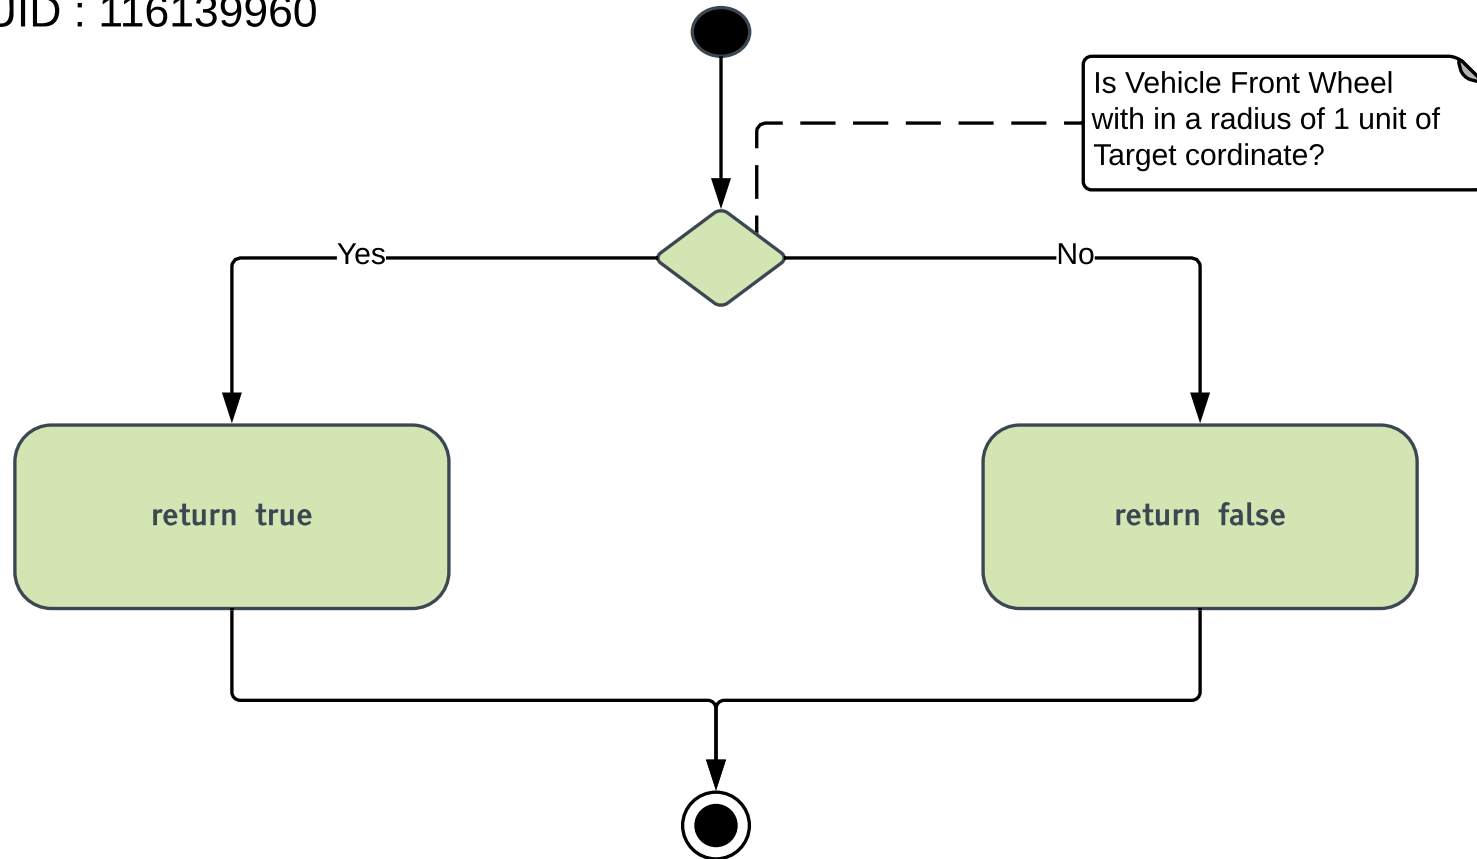 UID : 116139960
Is Vehicle Front Wheel
with in a radius of 1 unit of
Target cordinate?
Yes
No
return true
return false